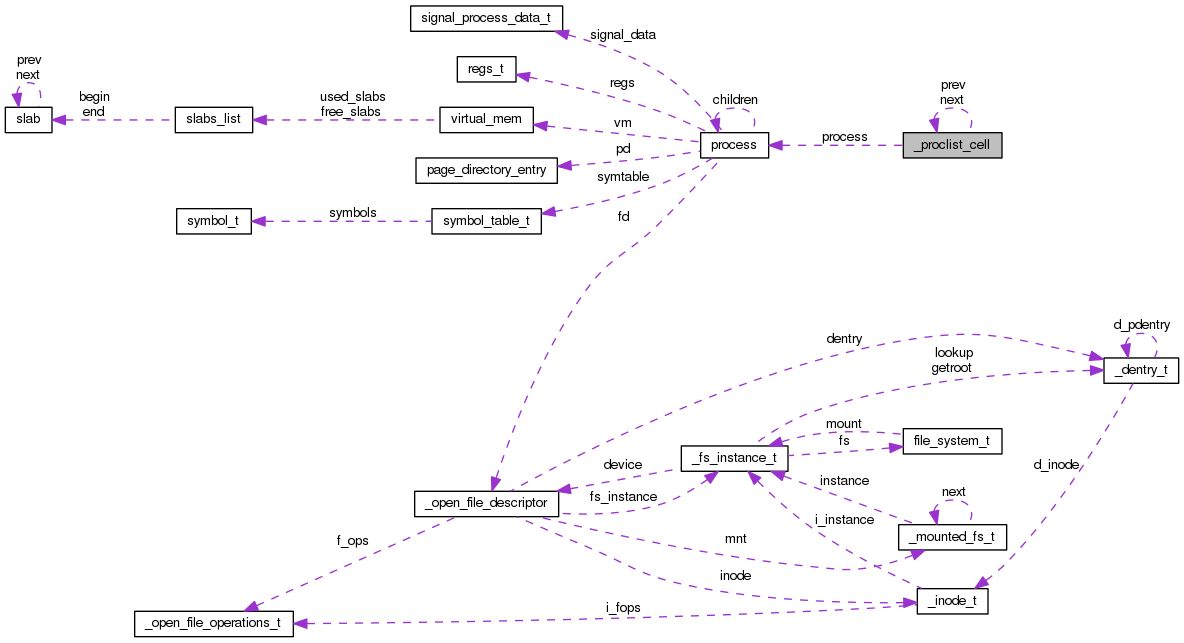 signal_process_data_t
signal_data
prev
next
regs_t
regs
begin
end
used_slabs
free_slabs
children
prev
next
slab
slabs_list
virtual_mem
vm
process
process
_proclist_cell
pd
page_directory_entry
symtable
symbol_t
symbols
symbol_table_t
fd
d_pdentry
dentry
lookup
getroot
_dentry_t
mount
file_system_t
fs
_fs_instance_t
device
d_inode
instance
next
fs_instance
_open_file_descriptor
i_instance
f_ops
mnt
_mounted_fs_t
inode
_inode_t
i_fops
_open_file_operations_t